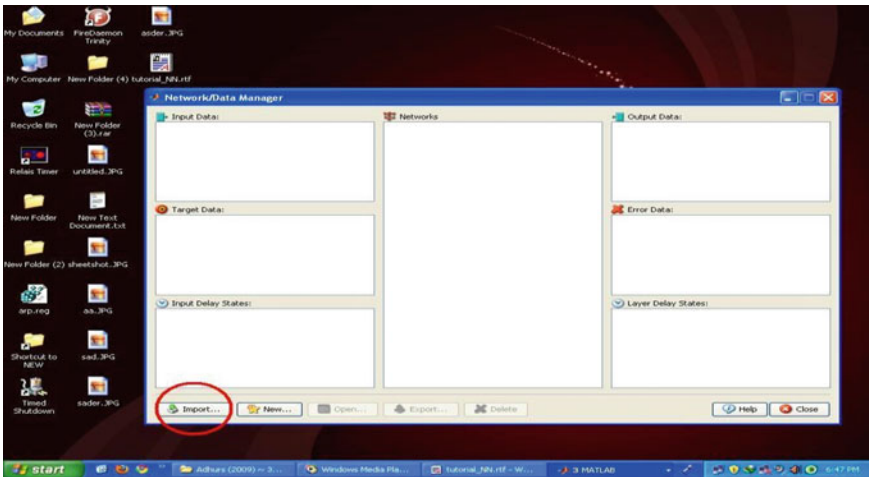 My Documents
FireDaemon
Trinity
asder.JPG
My Computer
New Folder (4)
tutorial_NN.rtf
Recycle Bin
New Folder
(3).rar
Relais Timer
untitled.JPG
New Folder
New Text
Document.txt
New Folder (2)
sheetshot.JPG
arp.reg
aa.JPG
Shortcut to
NEW
sad.JPG
Timed
Shutdown
sader.JPG
Network/Data Manager
Input Data:
Networks
Output Data:
Target Data:
Error Data:
Input Delay States:
Layer Delay States:
Import...
New...
Open...
Export...
Delete
Help
Close
start
Adhurs (2009) ~ 3...
Windows Media Pla...
tutorial_NN.rtf - W...
3 MATLAB
6:47 PM